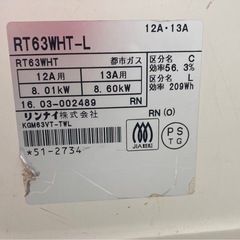 12A・13A
RT63WHT-L
RT63WHT 都市ガス
12A用 13A用
8.01kW 8.60kW
16.03-002489 RN
区分名 C
効率56.3%
区分名 L
効率 209Wh
リンナイ株式会社
KGM63VT-TWL
RN(O)
*51-2734
JIA
PS
TG